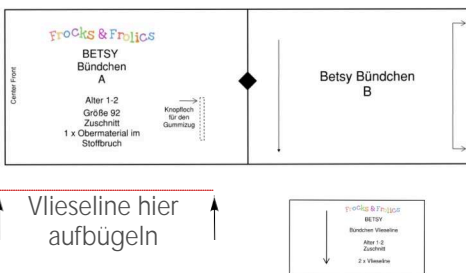 Frocks & Frolics
BETSY
Bündchen
A
Center Front
Alter 1-2
Größe 92
Zuschnitt
1 x Obermaterial im
Stoffbruch
Knopfloch
für den
Gummizug
Betsy Bündchen
B
Vlieseline hier
aufbügeln
Frocks & Frolics
BETSY
Bündchen Vlieseline
Alter 1-2
Zuschnitt
2 x Vlieseline